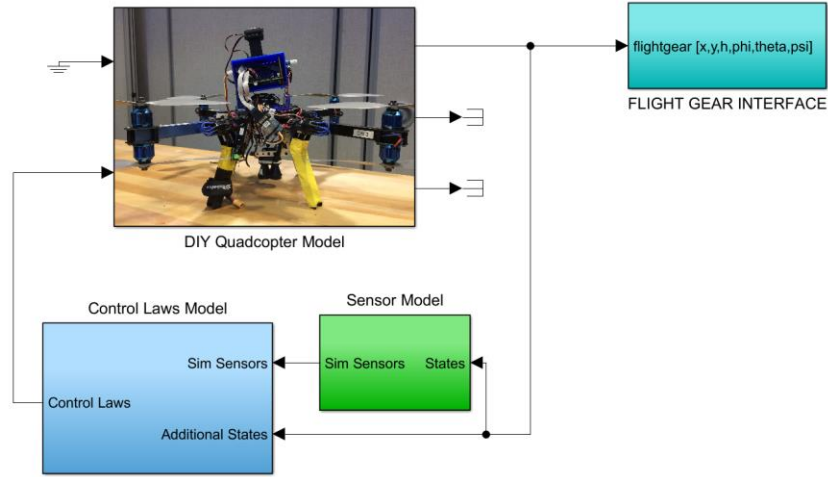 flightgear [x,y,h,phi,theta,psi]
FLIGHT GEAR INTERFACE
DIY Quadcopter Model
Control Laws Model
Sensor Model
Sim Sensors
Sim Sensors
States
Control Laws
Additional States